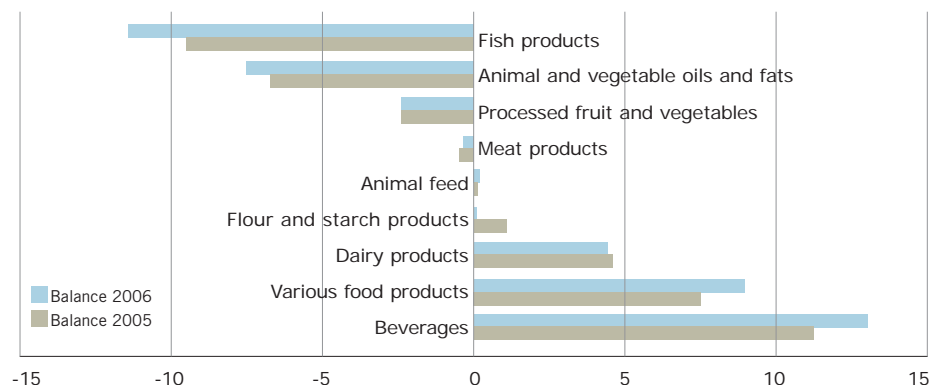 Fish products
Animal and vegetable oils and fats
Processed fruit and vegetables
Meat products
Animal feed
Flour and starch products
Dairy products
Various food products
Beverages
Balance 2006
Balance 2005
-15 -10 -5 0 5 10 15